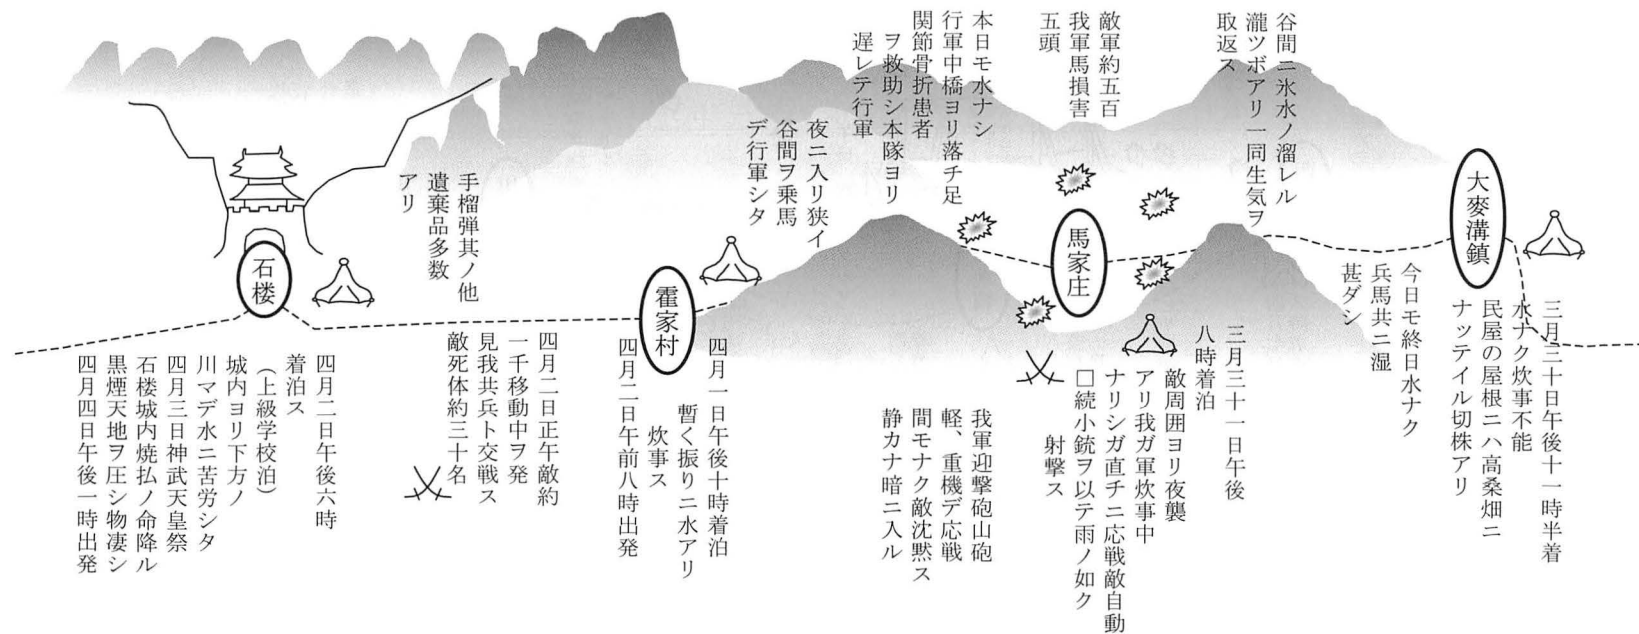 大麥溝鎮
三月三十日午後十一時半着
水ナク炊事不能
民屋の屋根ニハ高桑畑ニ
ナッテイル切株アリ
今日モ終日水ナク
兵馬共ニ湿
甚ダシ
谷間ニ氷水ノ溜レル
瀧ツボアリ一同生気ヲ
取返ス
馬家庄
三月三十一日午後
八時着泊
敵周囲ヨリ夜襲
アリ我ガ軍炊事中
ナリシガ直チニ応戦敵自動
□続小銃ヲ以テ雨ノ如ク
射撃ス
敵軍約五百
我軍馬損害
五頭
我軍迎撃砲山砲
軽、重機デ応戦
間モナク敵沈黙ス
静カナ暗ニ入ル
本日モ水ナシ
行軍中橋ヨリ落チ足
関節骨折患者
ヲ救助シ本隊ヨリ
遅レテ行軍
夜ニ入リ狭イ
谷間ヲ乗馬
デ行軍シタ
霍家村
四月一日午後十時着泊
暫く振りニ水アリ
炊事ス
四月二日午前八時出発
四月二日正午敵約
一千移動中ヲ発
見我共兵ト交戦ス
敵死体約三十名
手榴弾其ノ他
遺棄品多数
アリ
石楼
四月二日午後六時
着泊ス
（上級学校泊）
城内ヨリ下方ノ
川マデ水ニ苦労シタ
四月三日神武天皇祭
石楼城内焼払ノ命降ル
黒煙天地ヲ圧シ物凄シ
四月四日午後一時出発